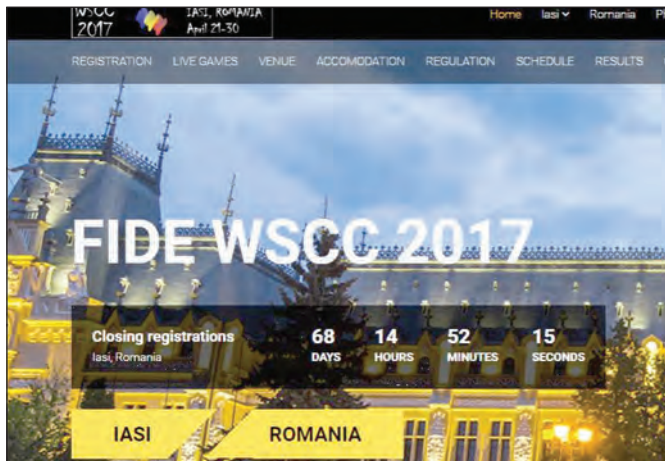 WSCC
2017
IASI, ROMANIA
April 21-30
Home Iasi Romania
REGISTRATION LIVE GAMES VENUE ACCOMODATION REGULATION SCHEDULE RESULTS
FIDE WSCC 2017
Closing registrations
Iasi, Romania
68 14 52 15
DAYS HOURS MINUTES SECONDS
IASI ROMANIA